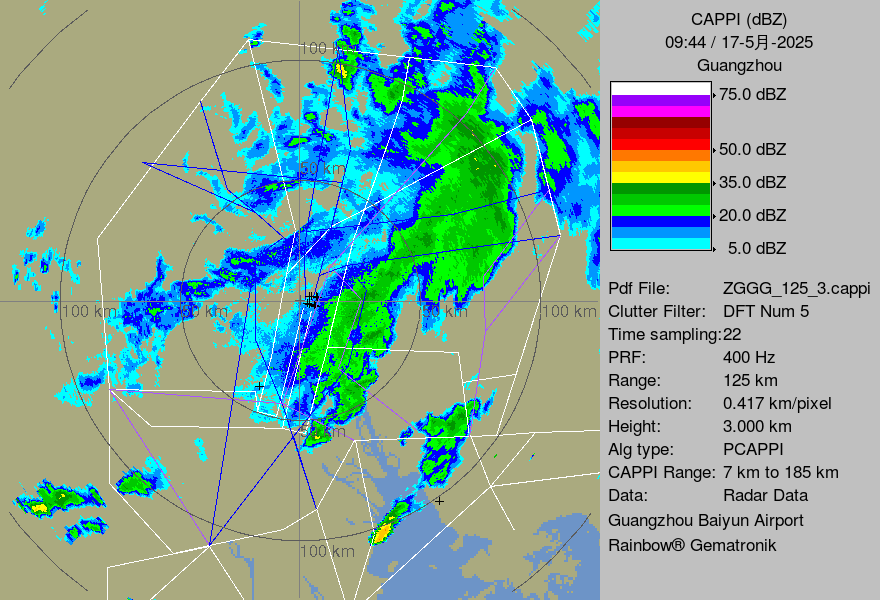 CAPPI (dBZ)
09:44 / 17-5月-2025
Guangzhou
75.0 dBZ
50.0 dBZ
35.0 dBZ
20.0 dBZ
5.0 dBZ
Pdf File: ZGGG_125_3.cappi
Clutter Filter: DFT Num 5
Time sampling:22
PRF: 400 Hz
Range: 125 km
Resolution: 0.417 km/pixel
Height: 3.000 km
Alg type: PCAPPI
CAPPI Range: 7 km to 185 km
Data: Radar Data
Guangzhou Baiyun Airport
Rainbow® Gematronik
100 km
50 km
100 km
50 km
50 km
100 km
50 km
100 km